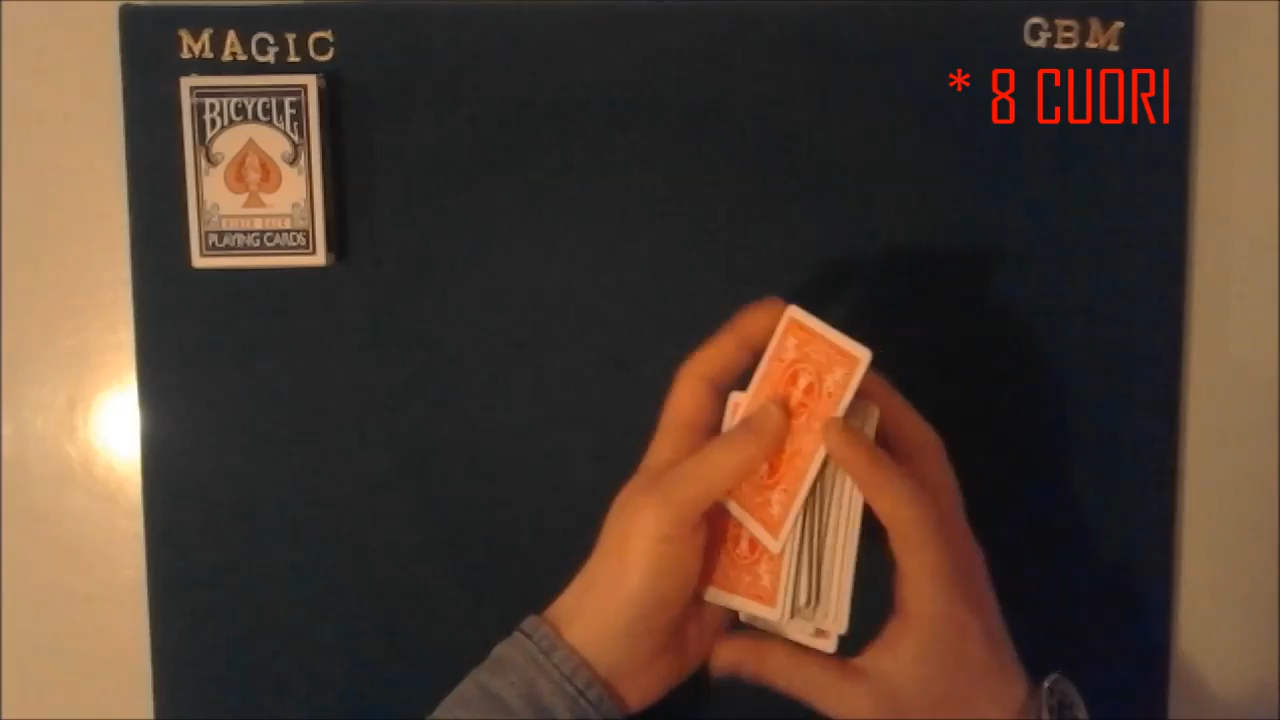 MAGIC
GBM
* 8 CUORI
BICYCLE
PLAYING CARDS